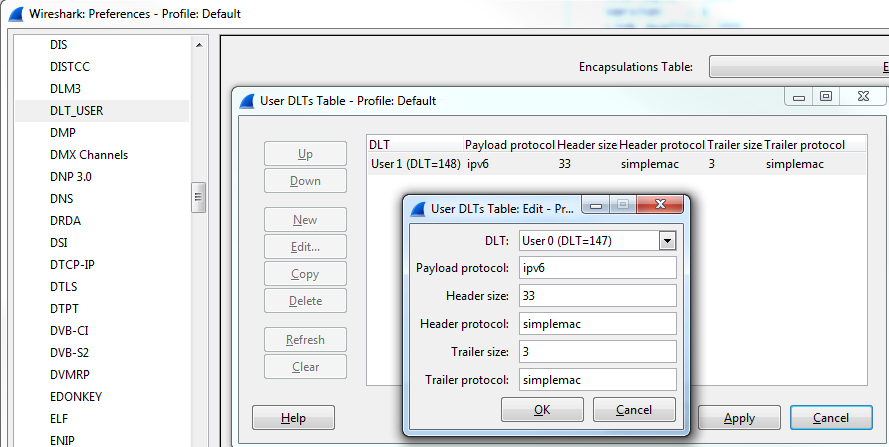 Wireshark: Preferences - Profile: Default
DIS
DISTCC
DLM3
DLT_USER
DMP
DMX Channels
DNP 3.0
DNS
DRDA
DSI
DTCP-IP
DTLS
DTPT
DVB-CI
DVB-S2
DVMRP
EDONKEY
ELF
ENIP
Encapsulations Table:
User DLTs Table - Profile: Default
Up
Down
New
Edit...
Copy
Delete
Refresh
Clear
Help
DLT Payload protocol Header size Header protocol Trailer size Trailer protocol
User 1 (DLT=148) ipv6 33 simplemac 3 simplemac
User DLTs Table: Edit - Pr...
DLT: User 0 (DLT=147)
Payload protocol: ipv6
Header size: 33
Header protocol: simplemac
Trailer size: 3
Trailer protocol: simplemac
OK Cancel
Apply Cancel